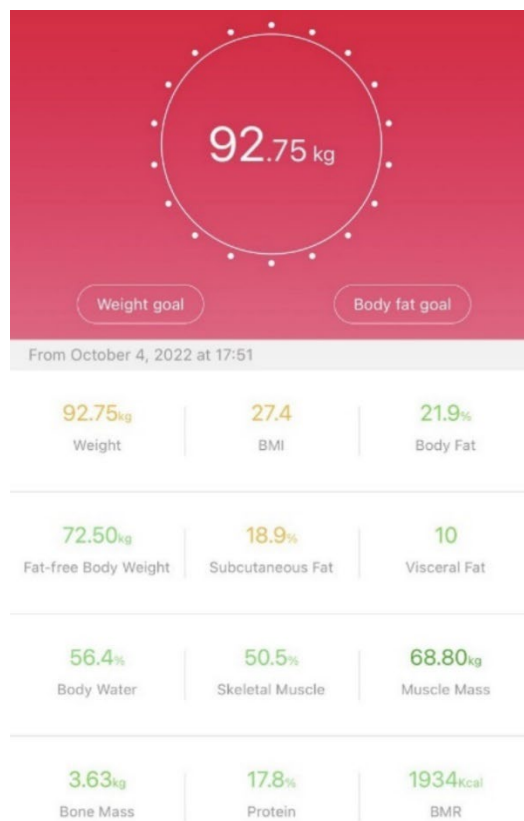 92.75 kg
Weight goal Body fat goal
From October 4, 2022 at 17:51
92.75kg 27.4 21.9%
Weight BMI Body Fat
72.50kg 18.9% 10
Fat-free Body Weight Subcutaneous Fat Visceral Fat
56.4% 50.5% 68.80kg
Body Water Skeletal Muscle Muscle Mass
3.63kg 17.8% 1934Kcal
Bone Mass Protein BMR